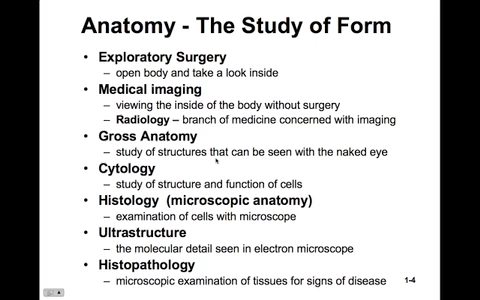 Anatomy - The Study of Form
• Exploratory Surgery
– open body and take a look inside
• Medical imaging
– viewing the inside of the body without surgery
– Radiology – branch of medicine concerned with imaging
• Gross Anatomy
– study of structures that can be seen with the naked eye
• Cytology
– study of structure and function of cells
• Histology (microscopic anatomy)
– examination of cells with microscope
• Ultrastructure
– the molecular detail seen in electron microscope
• Histopathology
– microscopic examination of tissues for signs of disease
1-4